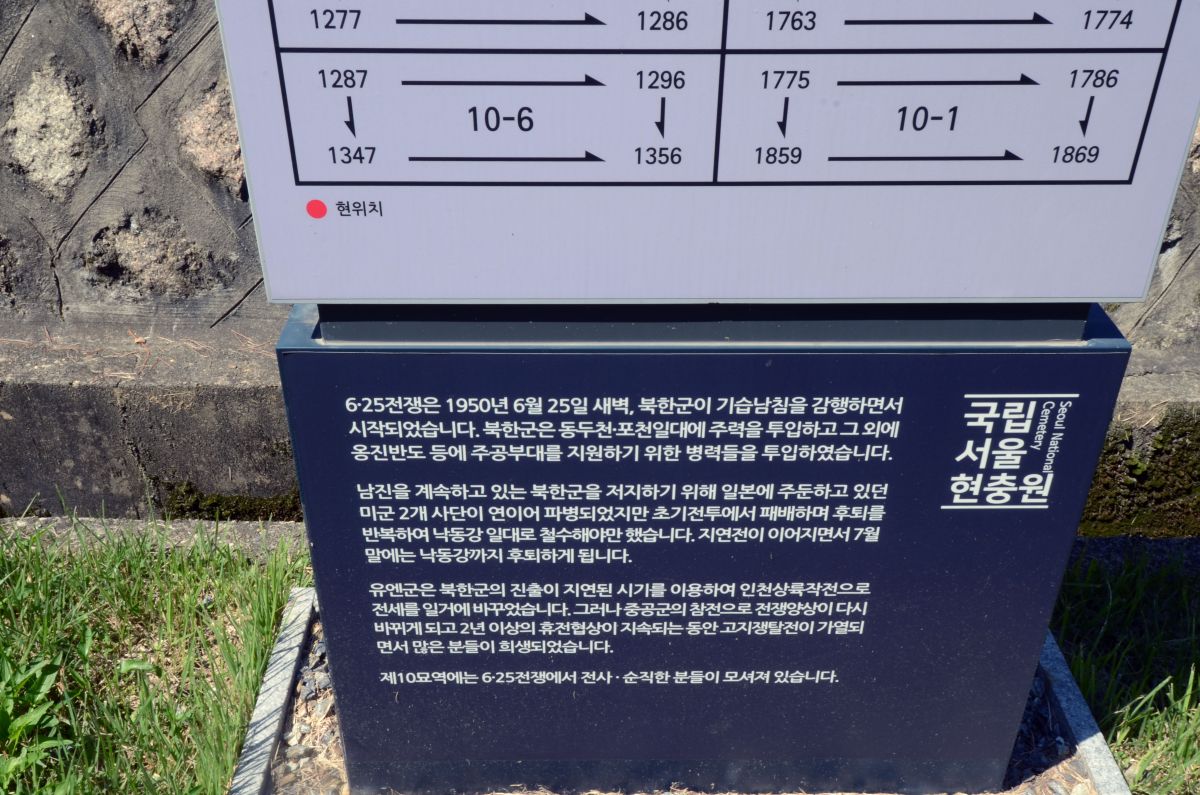 1277 → 1286 1763 → 1774
1287 → 1296 1775 → 1786
↓ 10-6 ↓ ↓ 10-1 ↓
1347 → 1356 1859 → 1869
현위치
6·25전쟁은 1950년 6월 25일 새벽, 북한군이 기습남침을 감행하면서
시작되었습니다. 북한군은 동두천·포천일대에 주력을 투입하고 그 외에
옹진반도 등에 주공부대를 지원하기 위한 병력들을 투입하였습니다.
남진을 계속하고 있는 북한군을 저지하기 위해 일본에 주둔하고 있던
미군 2개 사단이 연이어 파병되었지만 초기전투에서 패배하며 후퇴를
반복하여 낙동강 일대로 철수해야만 했습니다. 지연전이 이어지면서 7월
말에는 낙동강까지 후퇴하게 됩니다.
유엔군은 북한군의 진출이 지연된 시기를 이용하여 인천상륙작전으로
전세를 일거에 바꾸었습니다. 그러나 중공군의 참전으로 전쟁양상이 다시
바뀌게 되고 2년 이상의 휴전협상이 지속되는 동안 고지쟁탈전이 가열되
면서 많은 분들이 희생되었습니다.
제10묘역에는 6·25전쟁에서 전사·순직한 분들이 모셔져 있습니다.
국립
서울
현충원
Seoul National
Cemetery